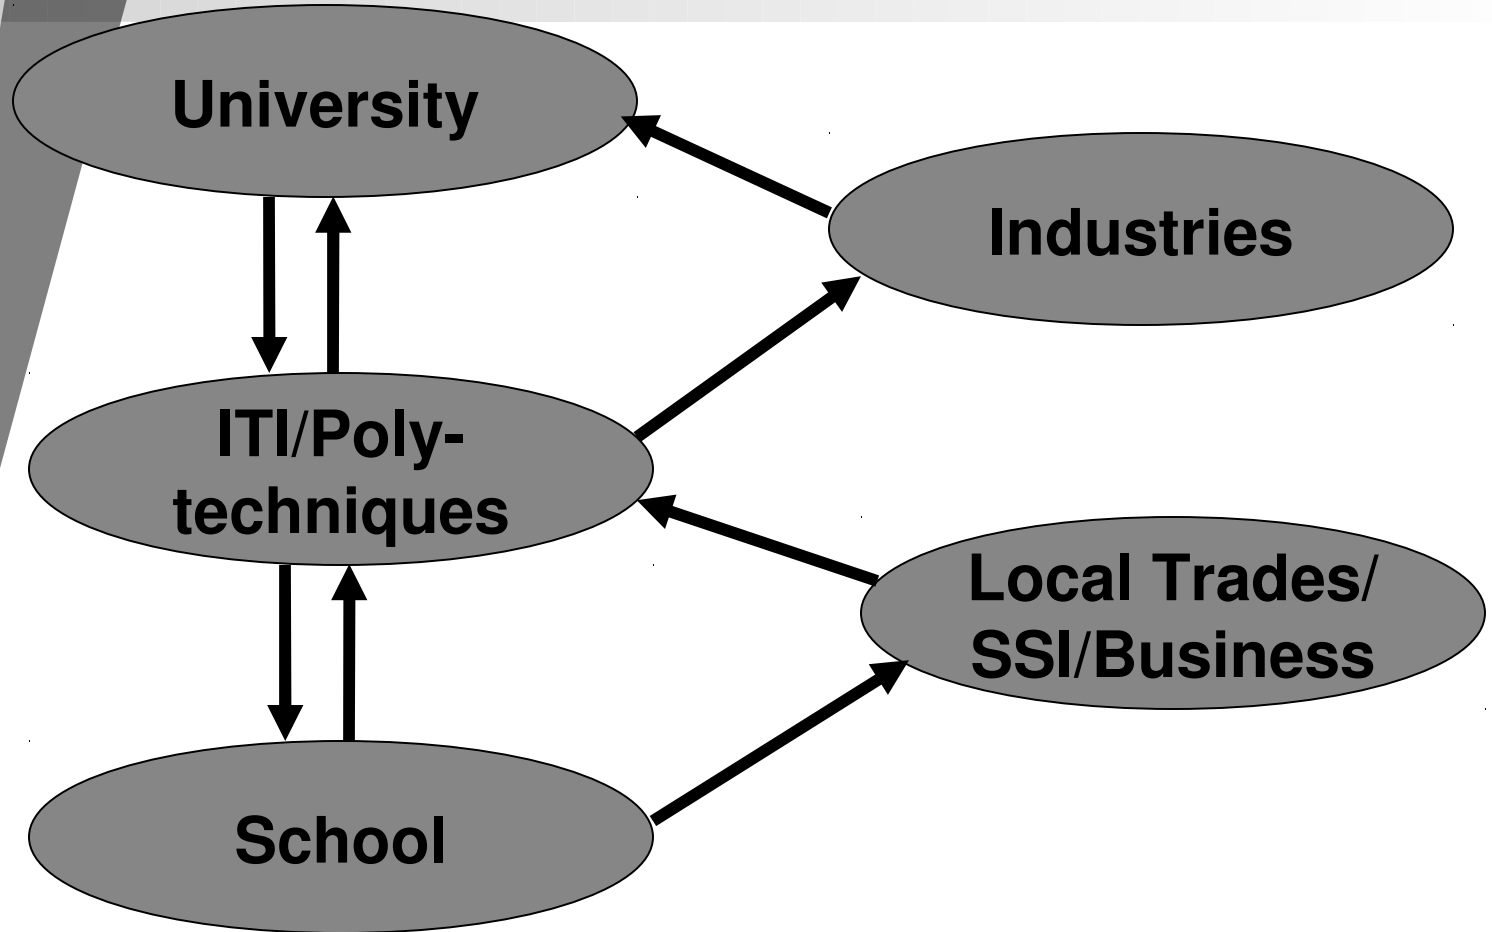 University
Industries
ITI/Poly-
techniques
Local Trades/
SSI/Business
School